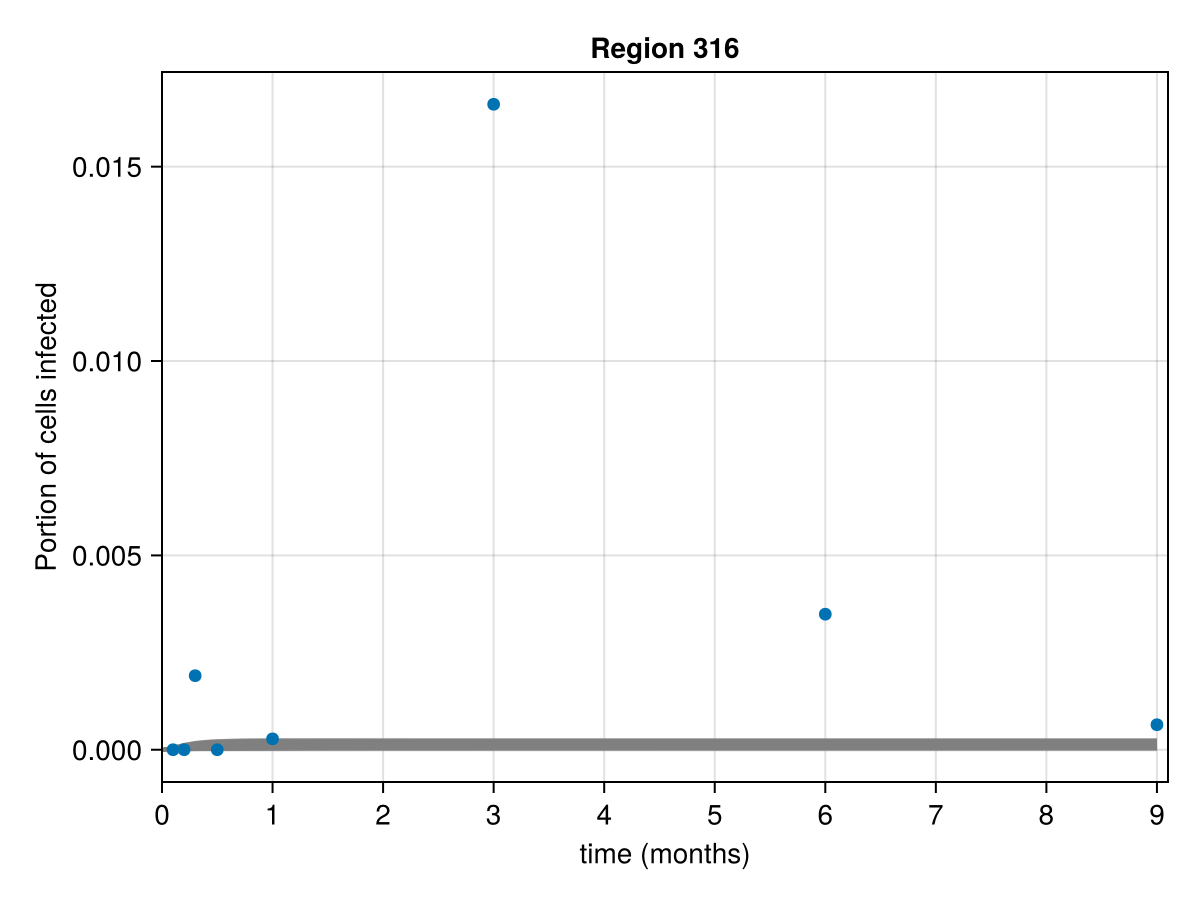 Region 316
Portion of cells infected
0.015
0.010
0.005
0.000
0 1 2 3 4 5 6 7 8 9
time (months)